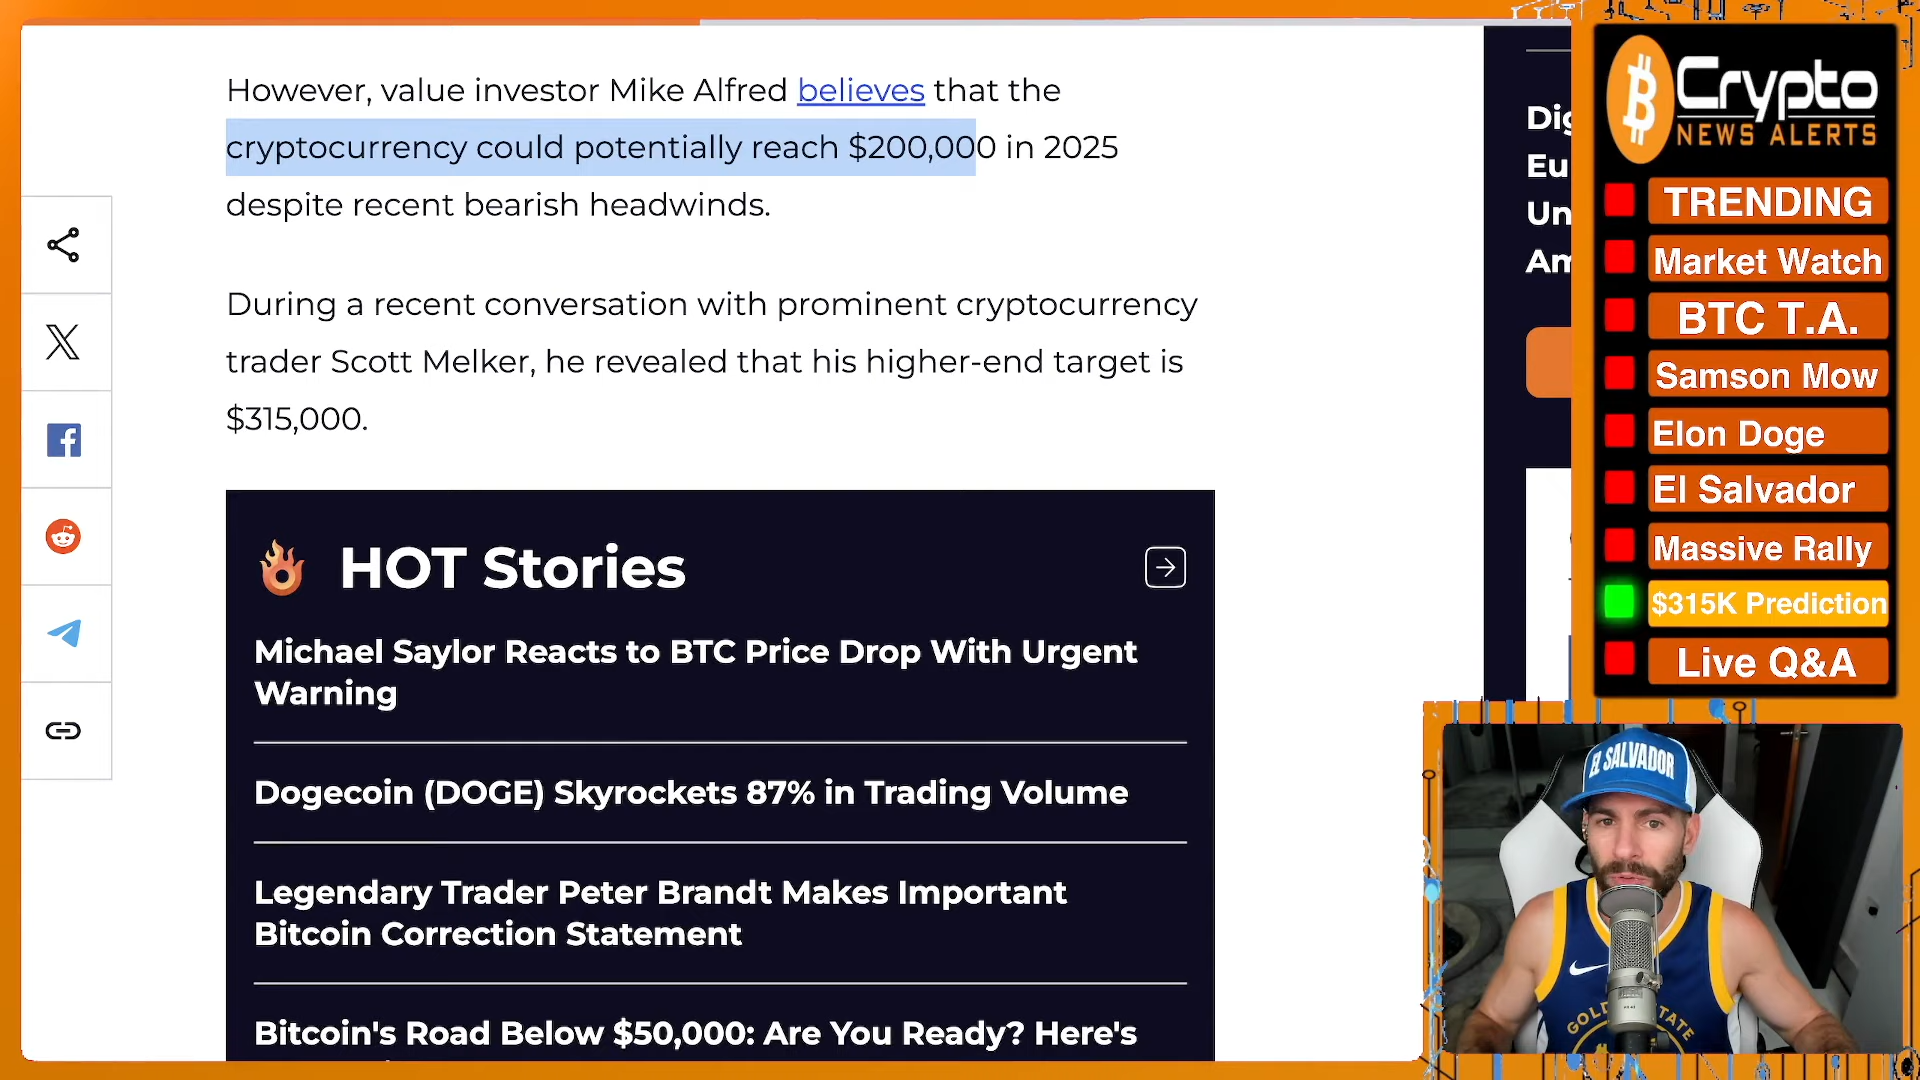 However, value investor Mike Alfred believes that the
cryptocurrency could potentially reach $200,000 in 2025
despite recent bearish headwinds.
During a recent conversation with prominent cryptocurrency
trader Scott Melker, he revealed that his higher-end target is
$315,000.
HOT Stories
Michael Saylor Reacts to BTC Price Drop With Urgent
Warning
Dogecoin (DOGE) Skyrockets 87% in Trading Volume
Legendary Trader Peter Brandt Makes Important
Bitcoin Correction Statement
Bitcoin's Road Below $50,000: Are You Ready? Here's
Dig
Eu
Un
Am
Crypto
NEWS ALERTS
TRENDING
Market Watch
BTC T.A.
Samson Mow
Elon Doge
El Salvador
Massive Rally
$315K Prediction
Live Q&A
EL SALVADOR